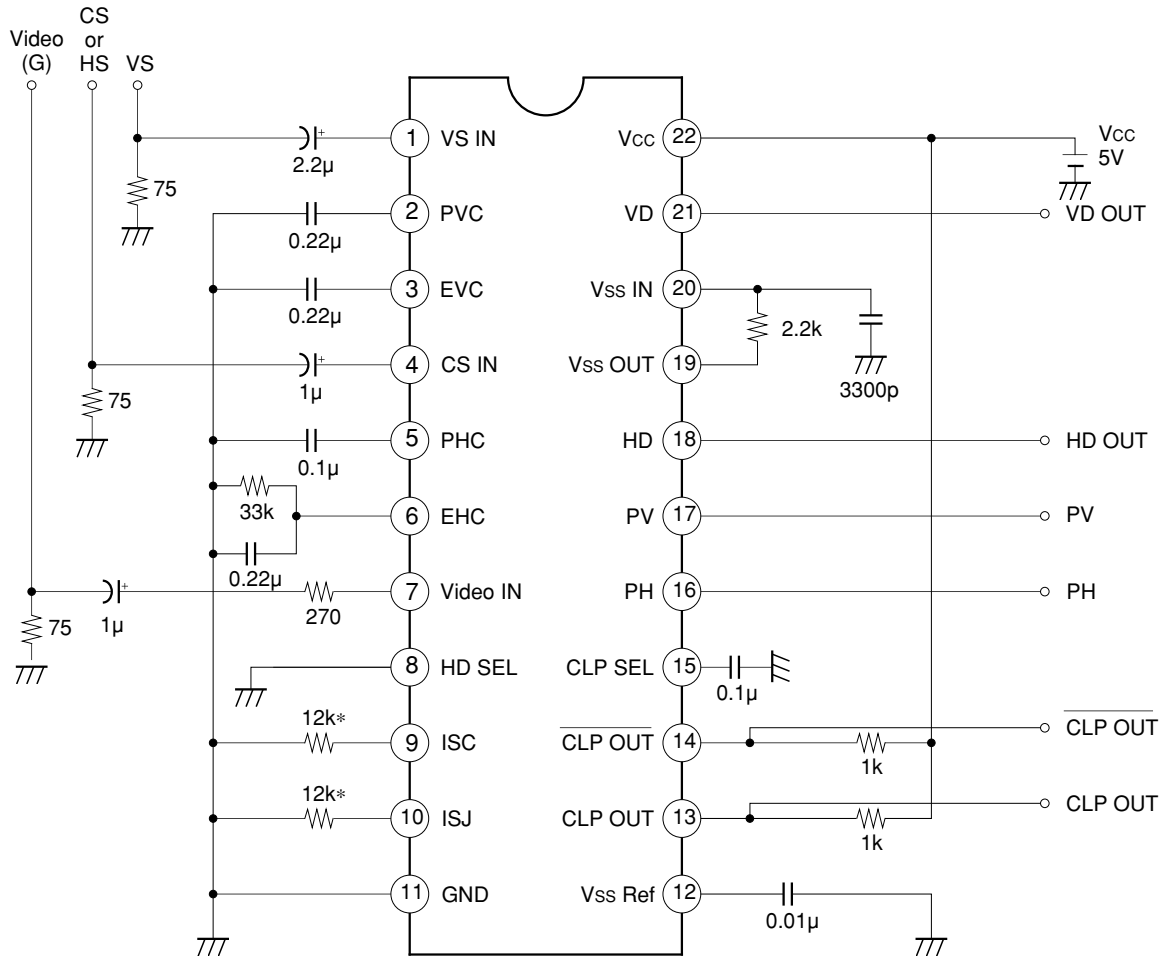 Video
(G)
CS
or
HS
VS
1
VS IN
2.2µ
+
75
2
PVC
0.22µ
3
EVC
0.22µ
4
CS IN
1µ
+
75
5
PHC
0.1µ
33k
6
EHC
0.22µ
7
Video IN
270
1µ
+
75
8
HD SEL
12k*
9
ISC
12k*
10
ISJ
11
GND
VCC
22
VCC
5V
VD
21
VD OUT
VSS IN
20
2.2k
VSS OUT
19
3300p
HD
18
HD OUT
PV
17
PV
PH
16
PH
CLP SEL
15
0.1µ
CLP OUT
14
CLP OUT
1k
CLP OUT
13
CLP OUT
1k
VSS Ref
12
0.01µ